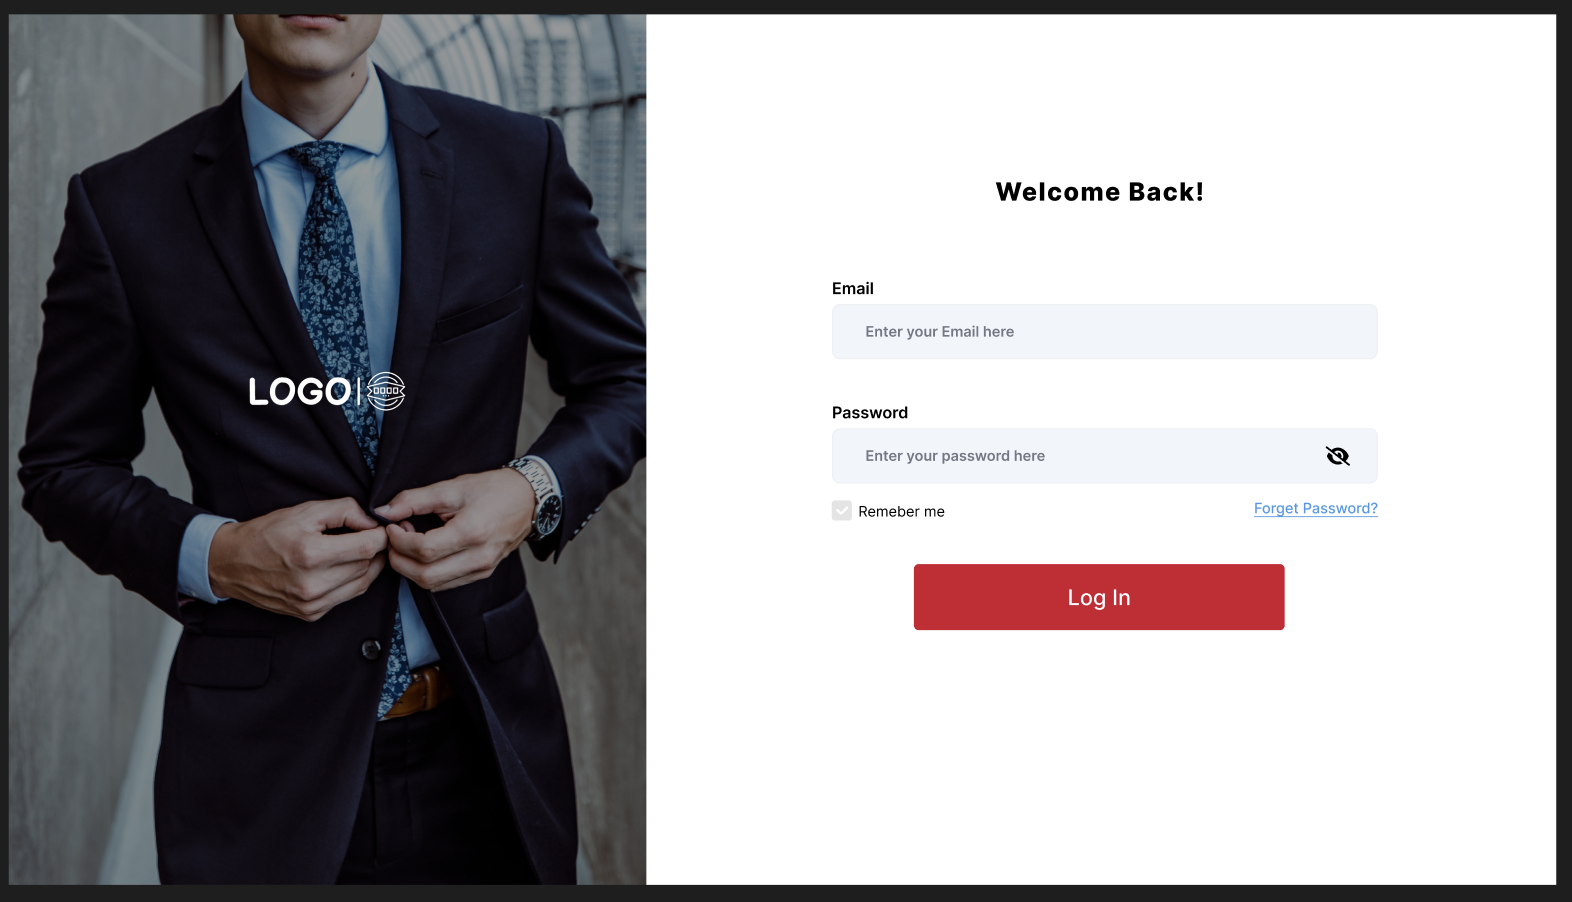 LOGO
Welcome Back!
Email
Enter your Email here
Password
Enter your password here
Remeber me
Forget Password?
Log In